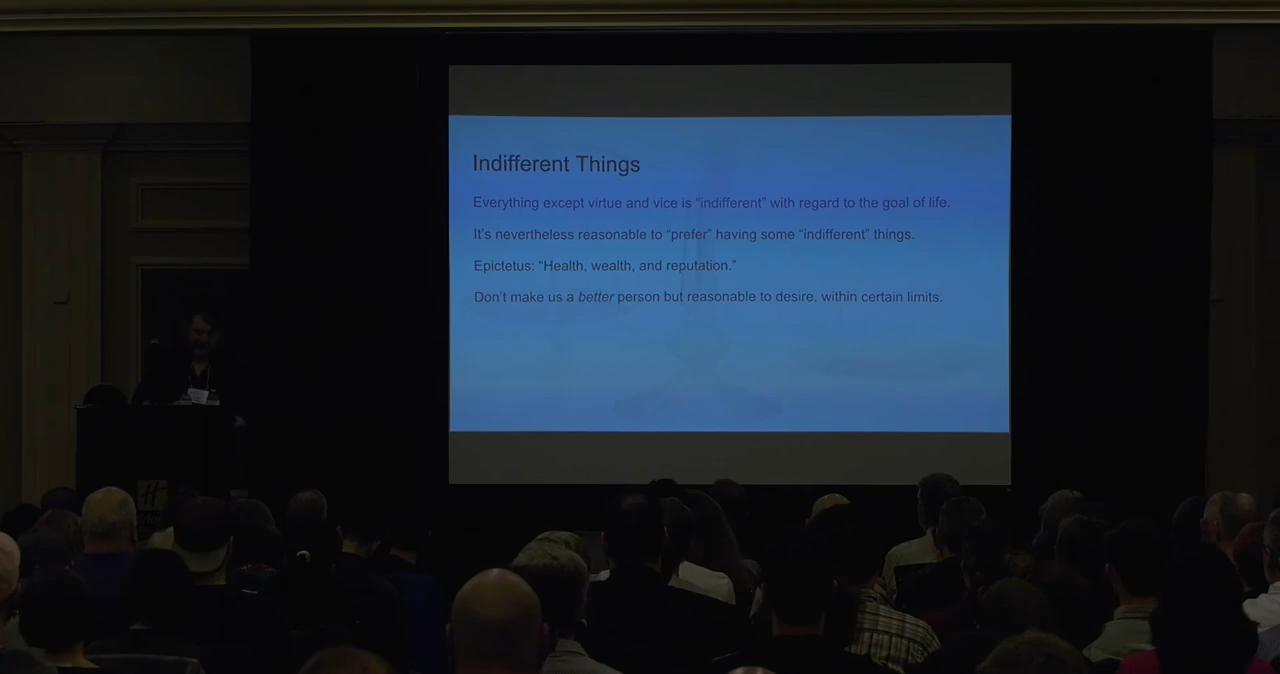 Indifferent Things
Everything except virtue and vice is “indifferent” with regard to the goal of life.
It’s nevertheless reasonable to “prefer” having some “indifferent” things.
Epictetus: “Health, wealth, and reputation.”
Don’t make us a better person but reasonable to desire, within certain limits.
H